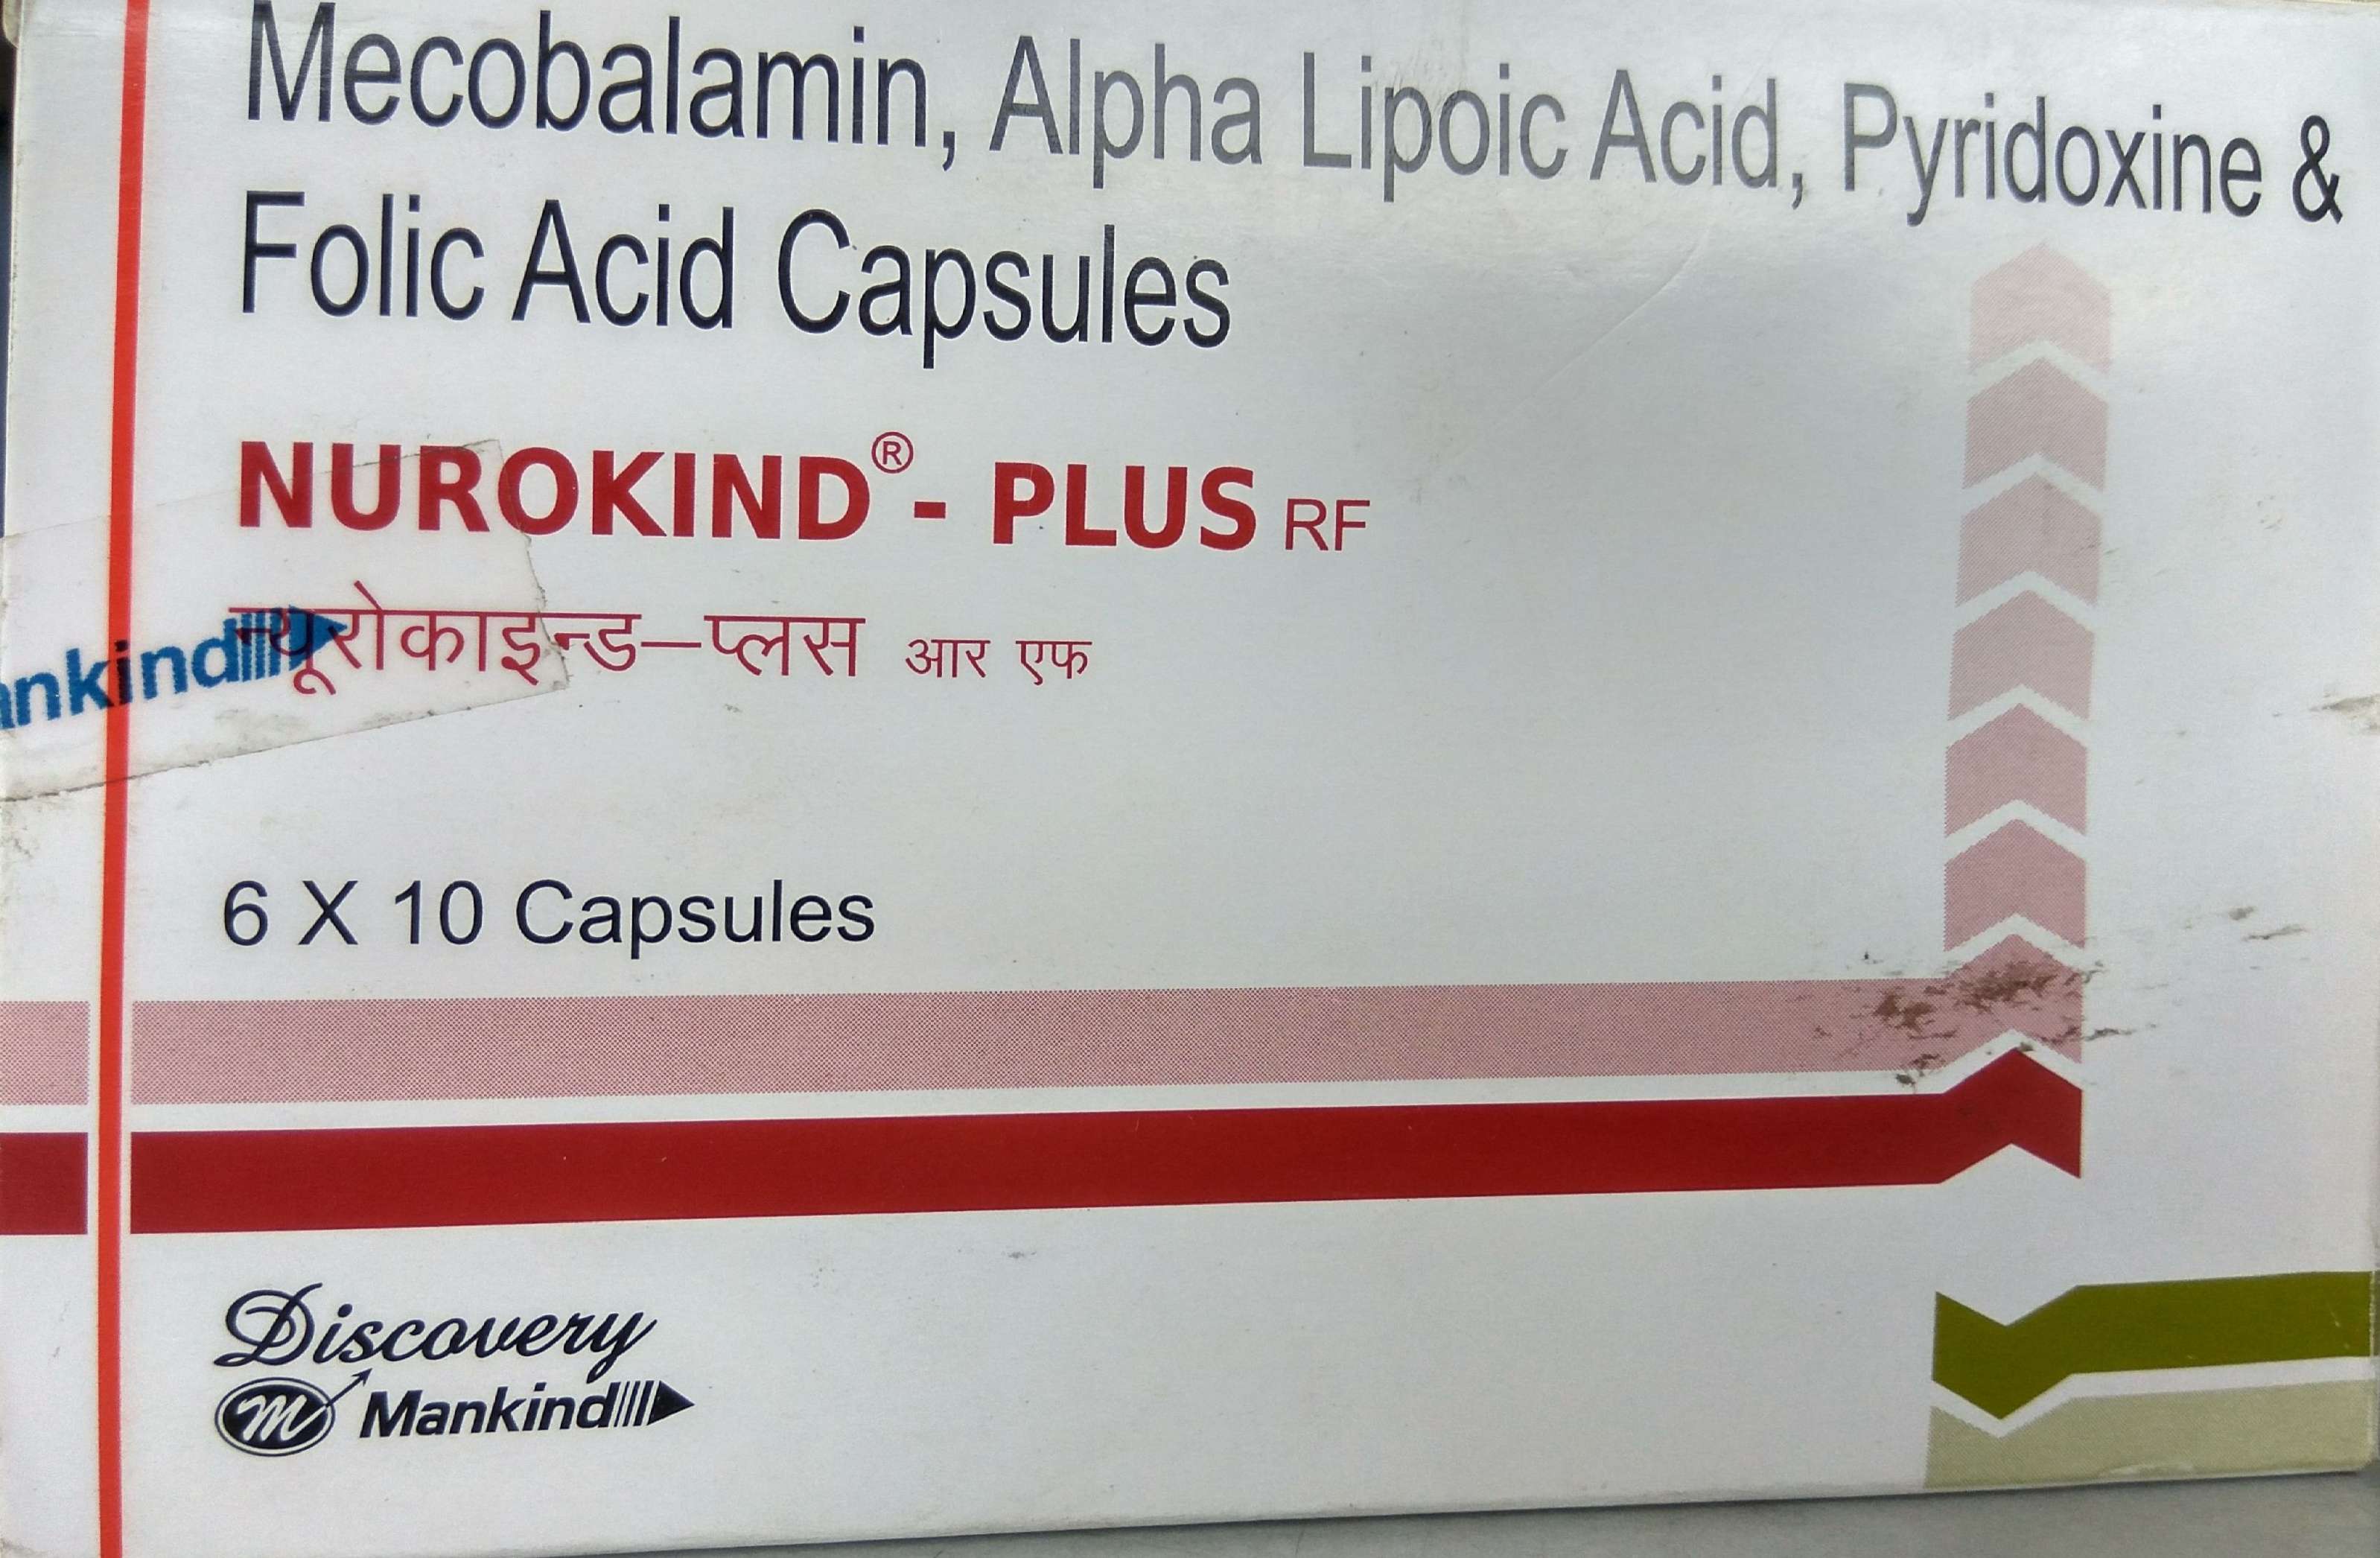 Mecobalamin, Alpha Lipoic Acid, Pyridoxine &
Folic Acid Capsules
NUROKIND® - PLUS RF
न्यूरोकाइन्ड–प्लस आर एफ
nkind
6 X 10 Capsules
Discovery
m Mankind